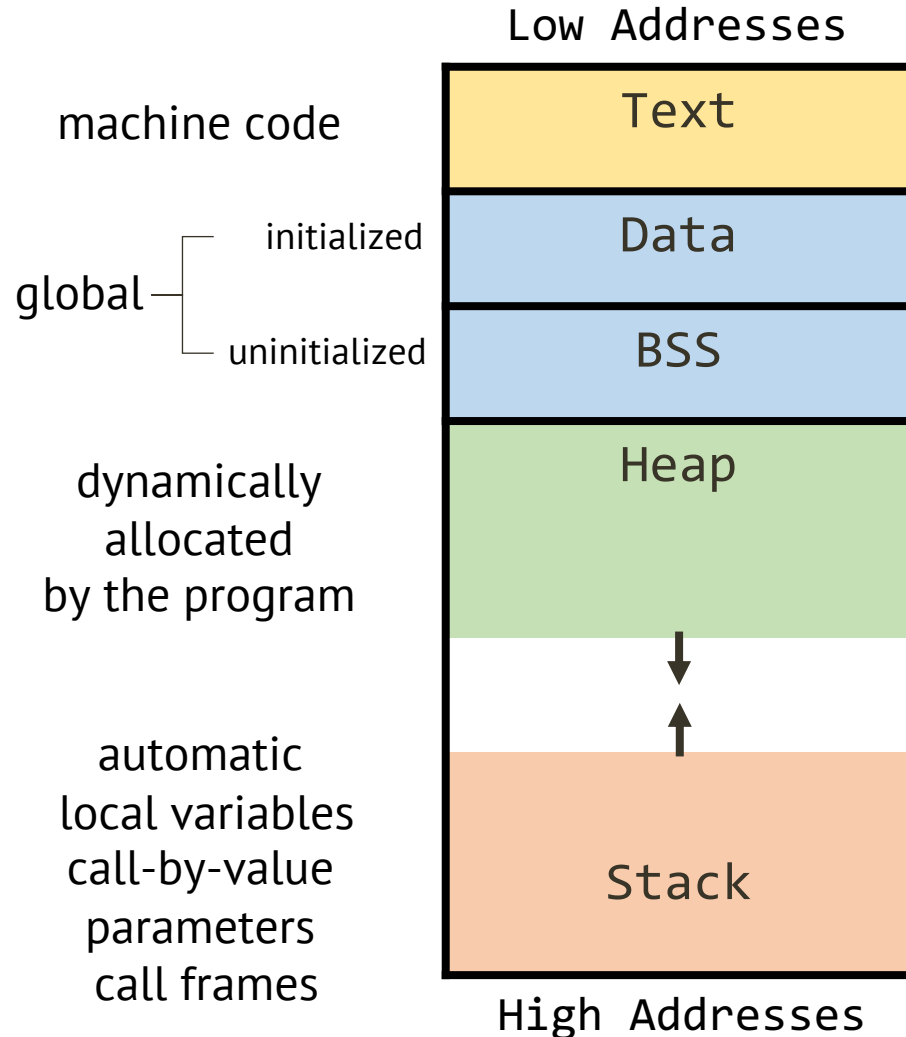 Low Addresses
machine code
Text
initialized
Data
global
uninitialized
BSS
Heap
dynamically
allocated
by the program
automatic
local variables
call-by-value
Stack
parameters
call frames
High Addresses